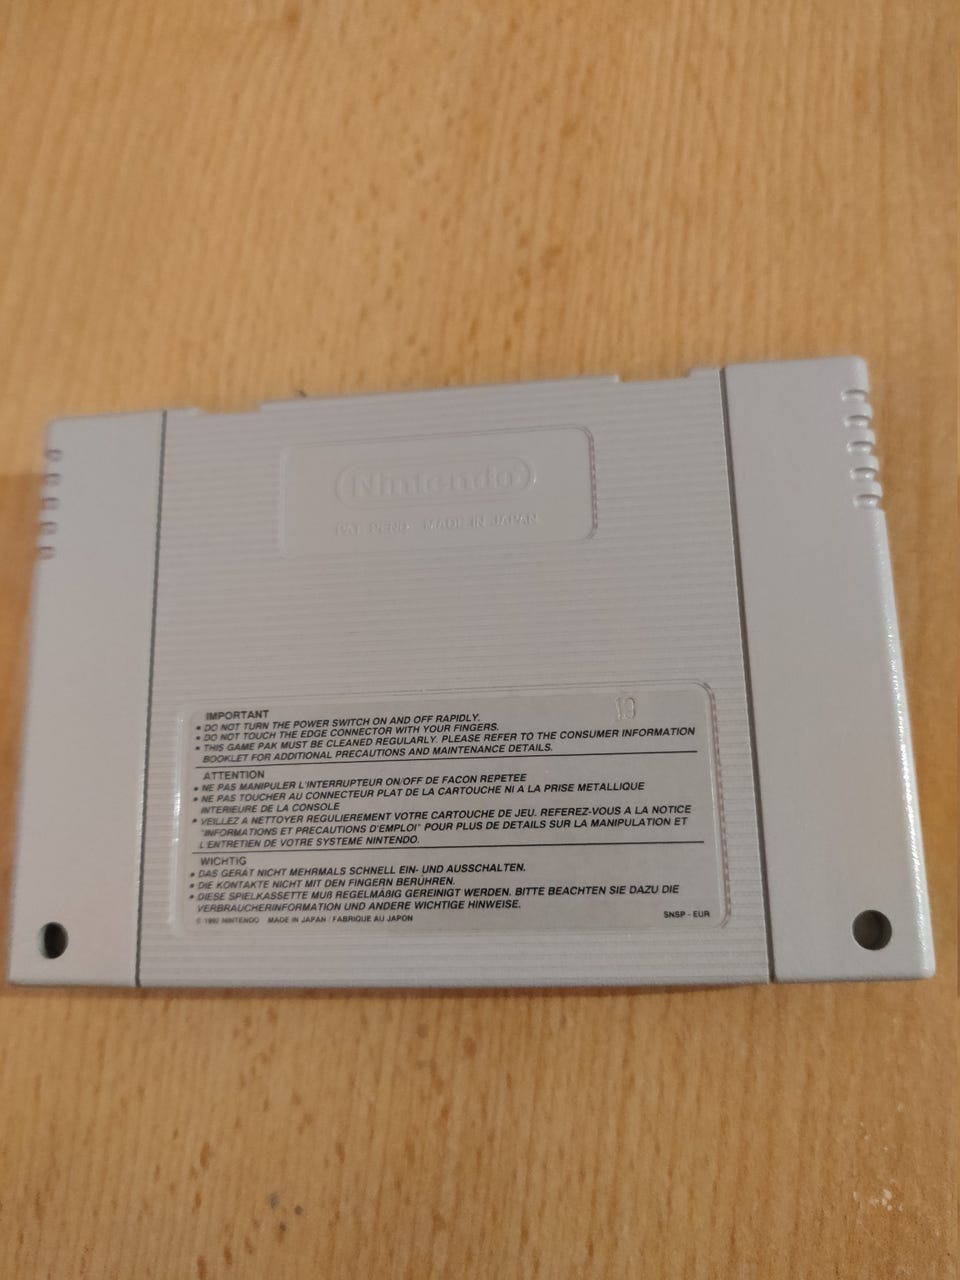 Nintendo
PAT. PEND. MADE IN JAPAN
10
IMPORTANT
• DO NOT TURN THE POWER SWITCH ON AND OFF RAPIDLY.
• DO NOT TOUCH THE EDGE CONNECTOR WITH YOUR FINGERS.
• THIS GAME PAK MUST BE CLEANED REGULARLY. PLEASE REFER TO THE CONSUMER INFORMATION
BOOKLET FOR ADDITIONAL PRECAUTIONS AND MAINTENANCE DETAILS.
ATTENTION
• NE PAS MANIPULER L'INTERRUPTEUR ON/OFF DE FACON REPETEE
• NE PAS TOUCHER AU CONNECTEUR PLAT DE LA CARTOUCHE NI A LA PRISE METALLIQUE
INTERIEURE DE LA CONSOLE
• VEILLEZ A NETTOYER REGULIEREMENT VOTRE CARTOUCHE DE JEU. REFEREZ-VOUS A LA NOTICE
"INFORMATIONS ET PRECAUTIONS D'EMPLOI" POUR PLUS DE DETAILS SUR LA MANIPULATION ET
L'ENTRETIEN DE VOTRE SYSTEME NINTENDO.
WICHTIG
• DAS GERÄT NICHT MEHRMALS SCHNELL EIN- UND AUSSCHALTEN.
• DIE KONTAKTE NICHT MIT DEN FINGERN BERÜHREN.
• DIESE SPIELKASSETTE MUß REGELMÄßIG GEREINIGT WERDEN. BITTE BEACHTEN SIE DAZU DIE
VERBRAUCHERINFORMATION UND ANDERE WICHTIGE HINWEISE.
© 1992 NINTENDO MADE IN JAPAN / FABRIQUE AU JAPON
SNSP - EUR